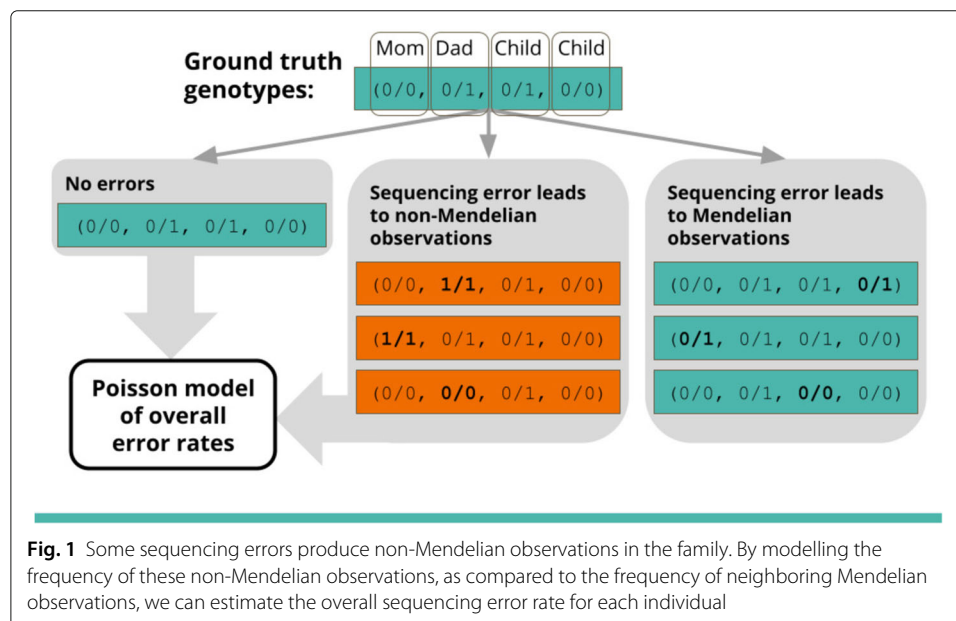 Mom Dad Child Child
Ground truth
genotypes:
(0/0, 0/1, 0/1, 0/0)
No errors
(0/0, 0/1, 0/1, 0/0)
Sequencing error leads
to non-Mendelian
observations
(0/0, 1/1, 0/1, 0/0)
(1/1, 0/1, 0/1, 0/0)
(0/0, 0/0, 0/1, 0/0)
Sequencing error leads
to Mendelian
observations
(0/0, 0/1, 0/1, 0/1)
(0/1, 0/1, 0/1, 0/0)
(0/0, 0/1, 0/0, 0/0)
Poisson model
of overall
error rates
Fig. 1 Some sequencing errors produce non-Mendelian observations in the family. By modelling the
frequency of these non-Mendelian observations, as compared to the frequency of neighboring Mendelian
observations, we can estimate the overall sequencing error rate for each individual